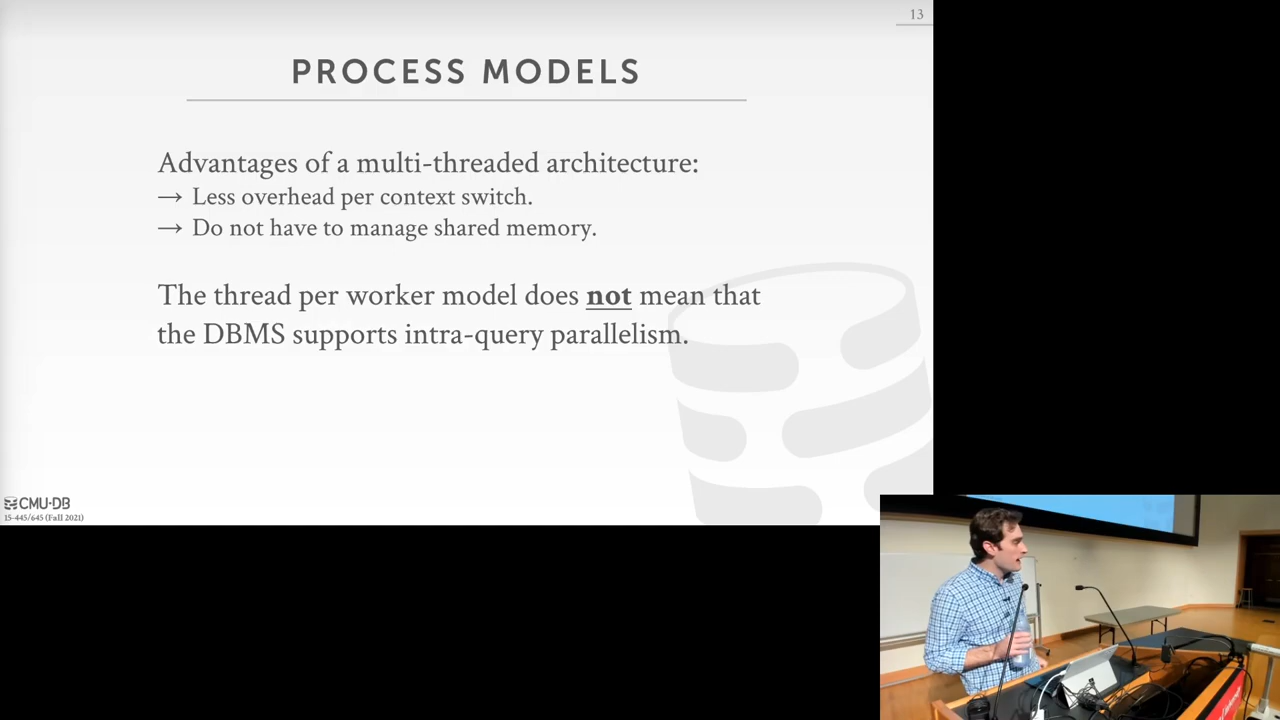 13
PROCESS MODELS
Advantages of a multi-threaded architecture:
→ Less overhead per context switch.
→ Do not have to manage shared memory.
The thread per worker model does not mean that
the DBMS supports intra-query parallelism.
CMU·DB
15-445/645 (Fall 2021)